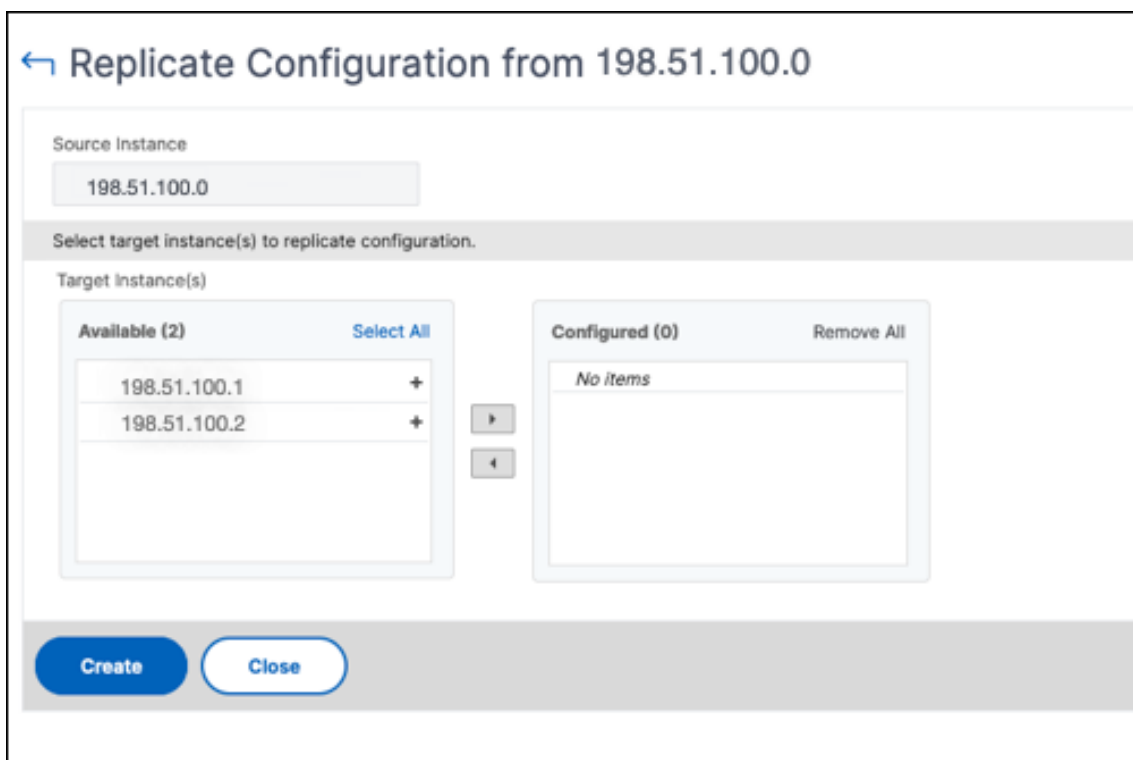 Replicate Configuration from 198.51.100.0
Source Instance
198.51.100.0
Select target instance(s) to replicate configuration.
Target Instance(s)
Available (2) Select All
198.51.100.1 +
198.51.100.2 +
Configured (0) Remove All
No items
Create Close